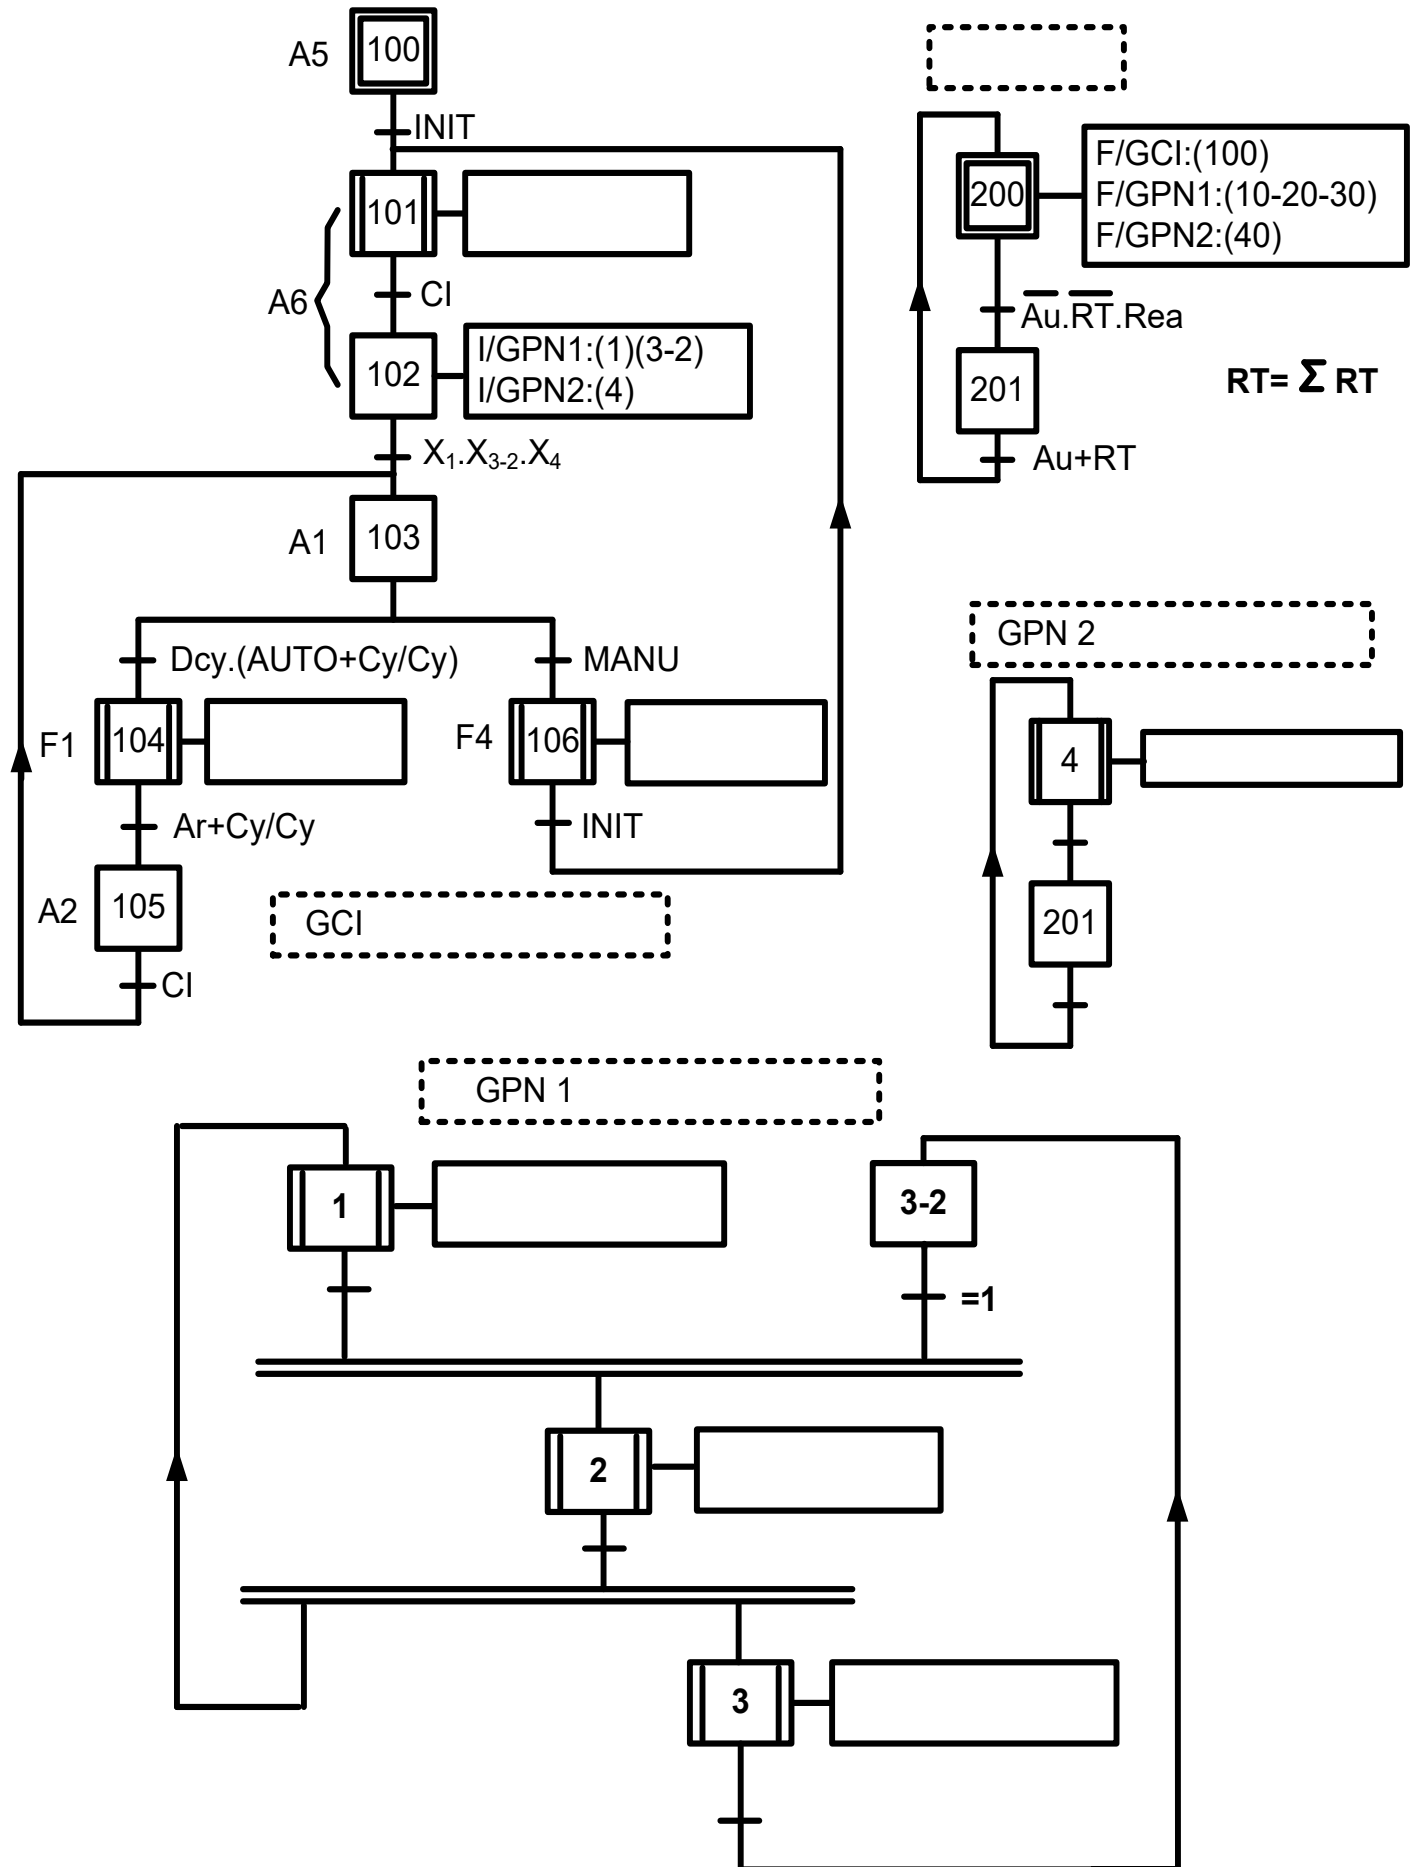 A5
100
INIT
101
A6
CI
102
I/GPN1:(1)(3-2)
I/GPN2:(4)
X1.X3-2.X4
A1
103
Dcy.(AUTO+Cy/Cy)
MANU
F1
104
F4
106
Ar+Cy/Cy
INIT
A2
105
GCI
CI
200
F/GCI:(100)
F/GPN1:(10-20-30)
F/GPN2:(40)
A̅u̅.R̅T̅.Rea
201
RT= Σ RT
Au+RT
GPN 2
4
201
GPN 1
1
3-2
=1
2
3